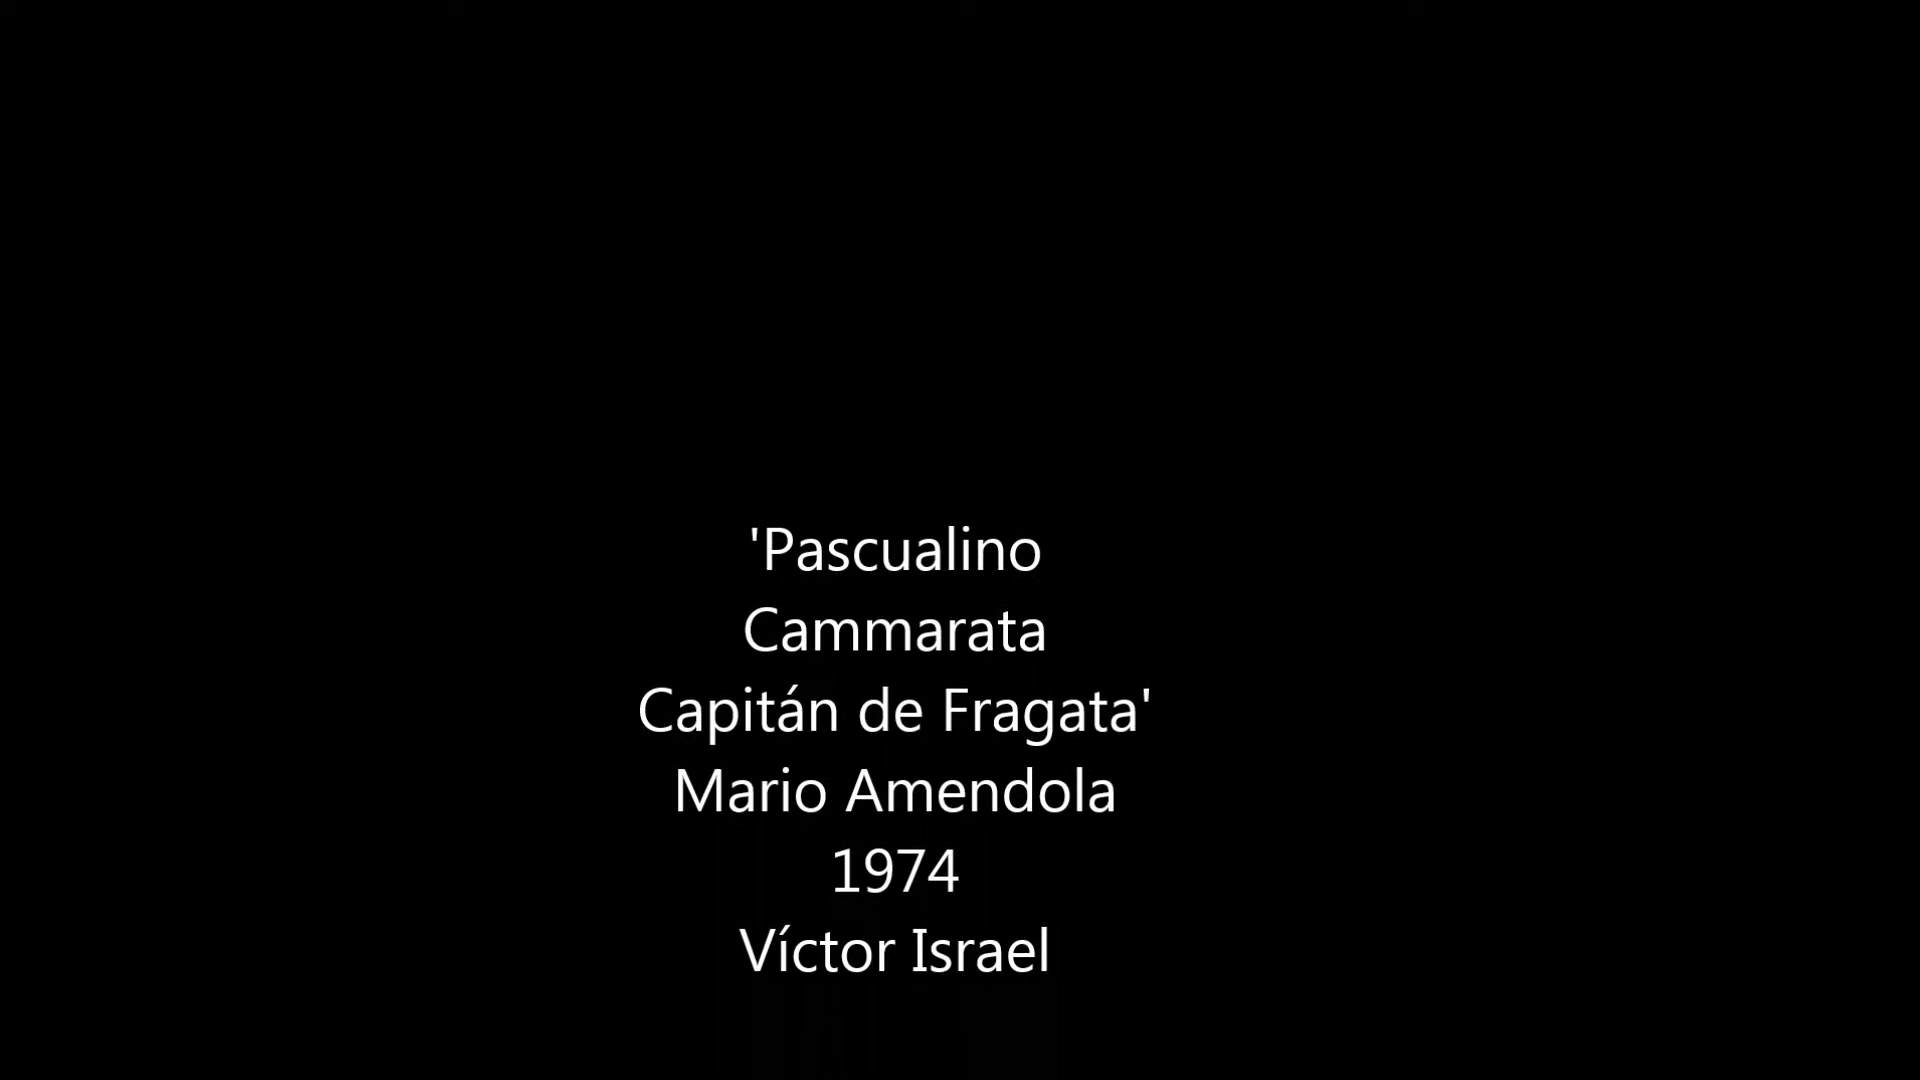 'Pascualino
Cammarata
Capitán de Fragata'
Mario Amendola
1974
Víctor Israel